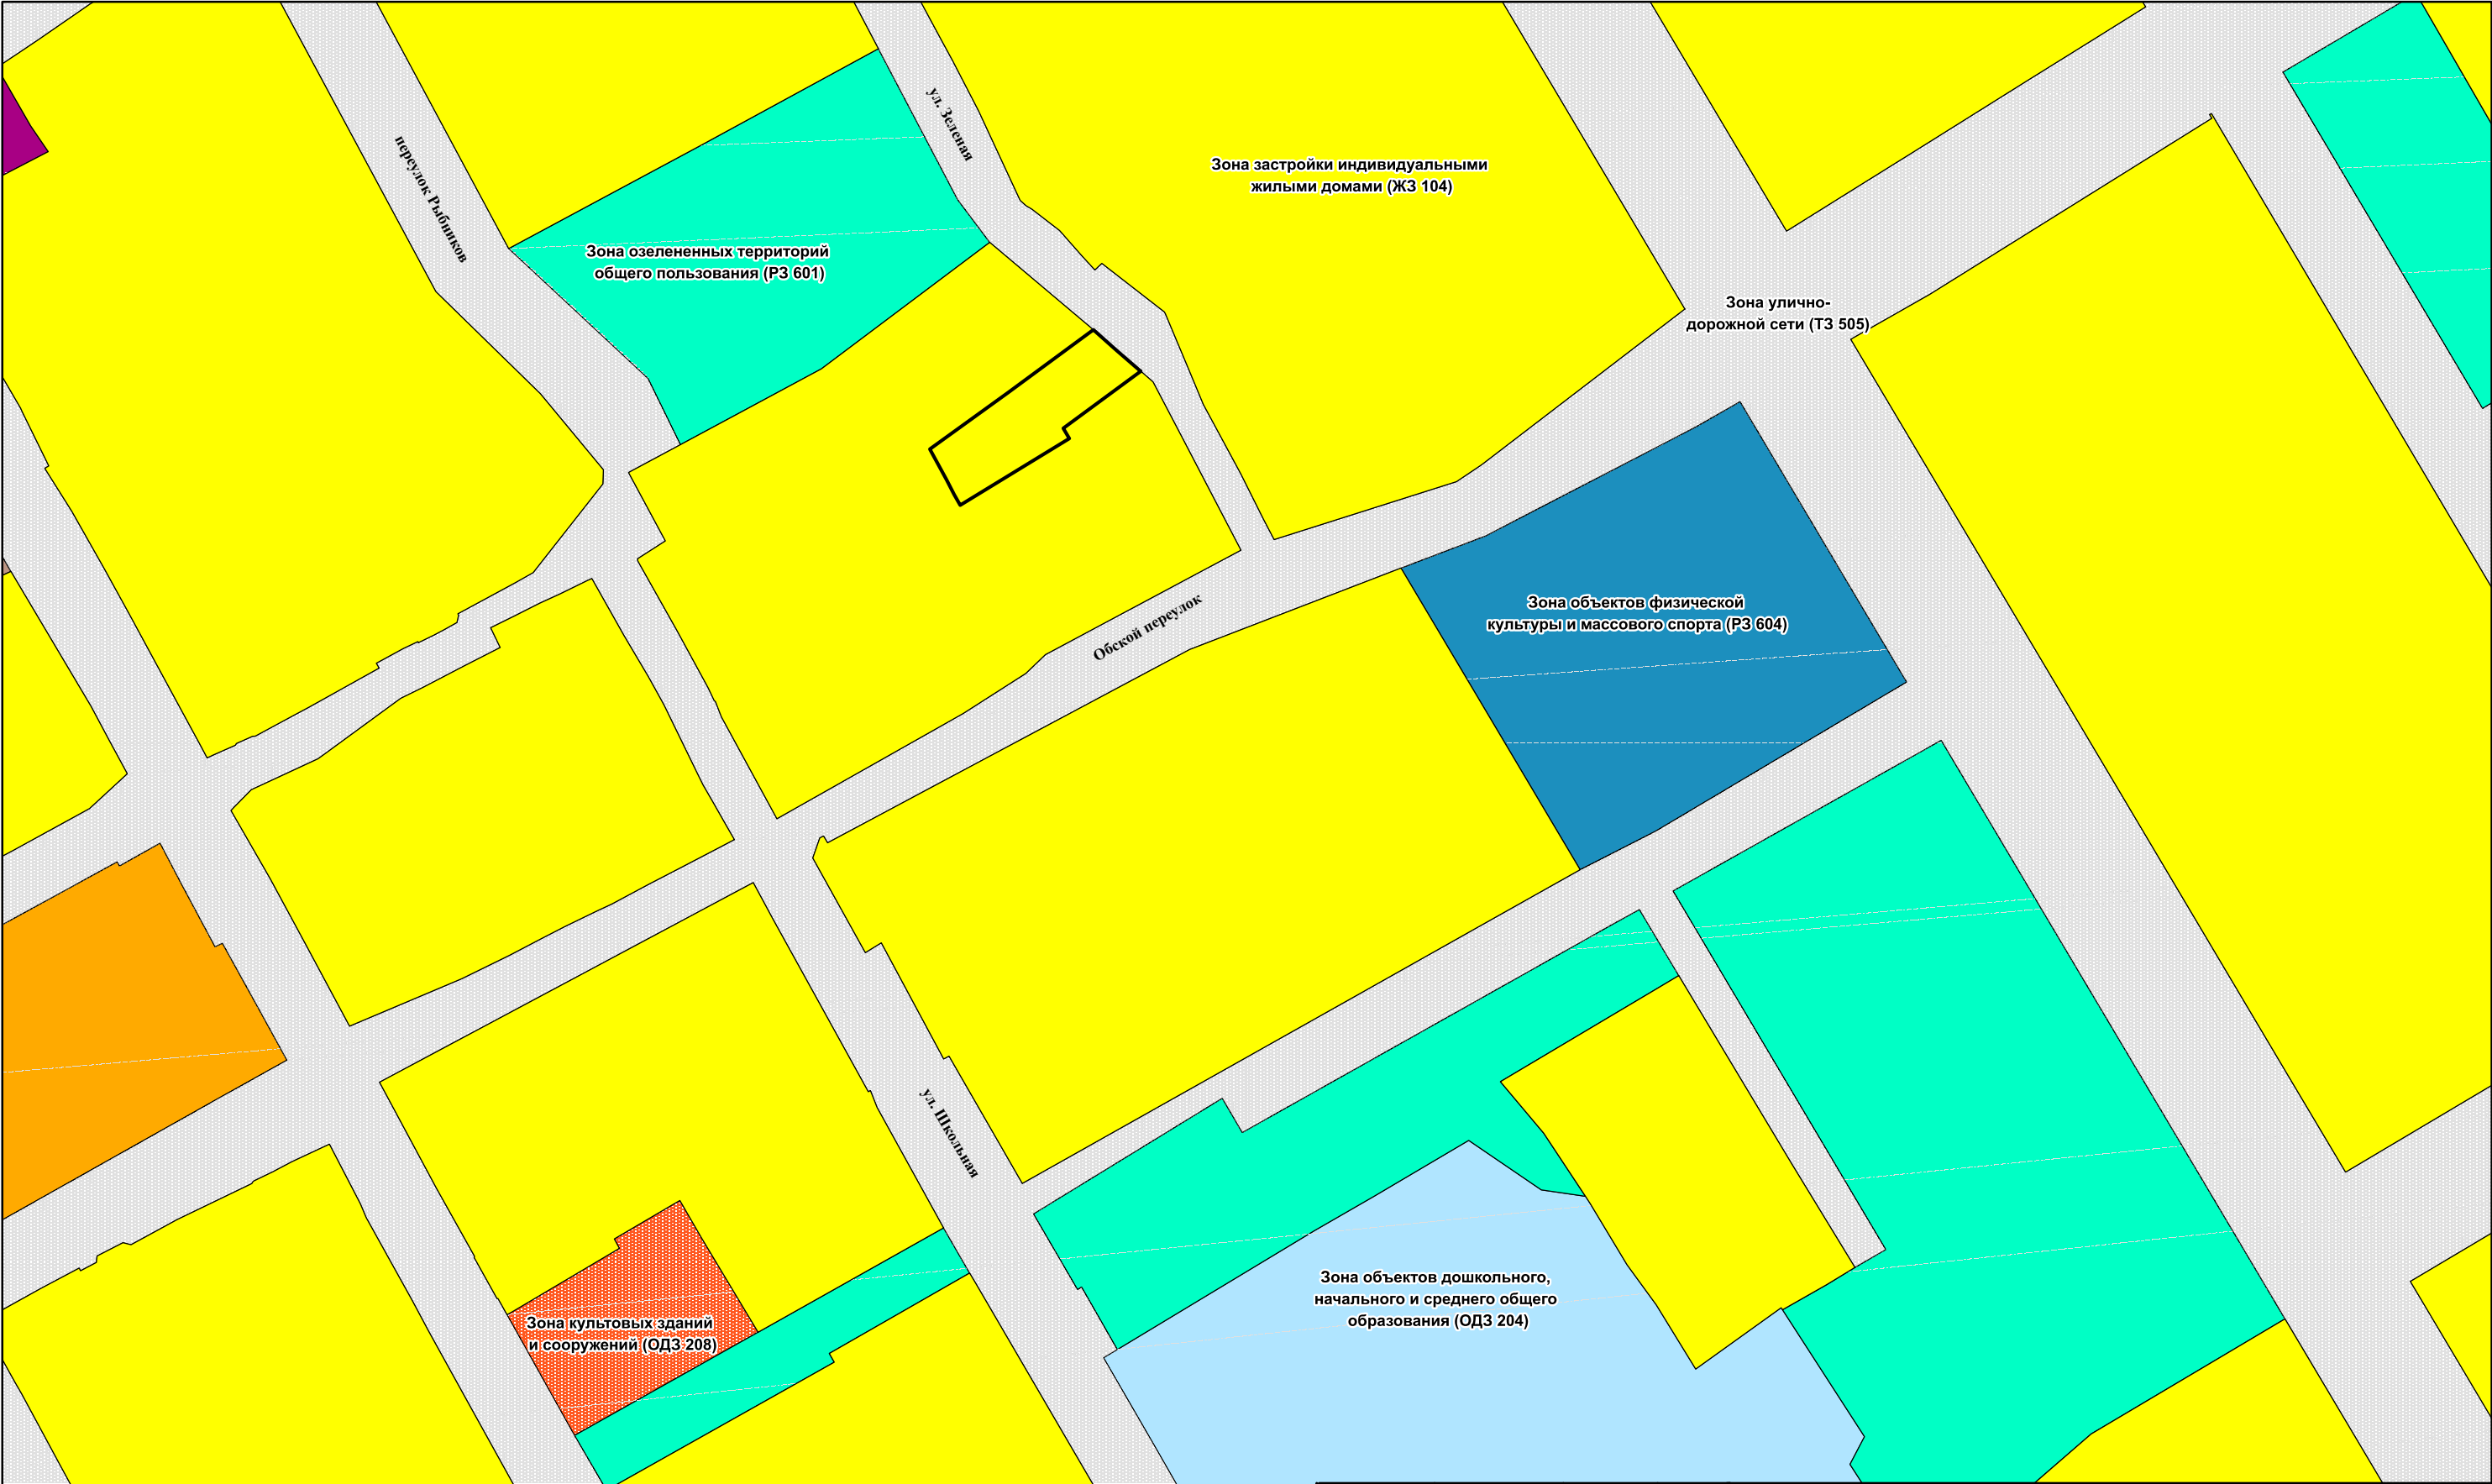 ул. Зеленая
переулок Рыбников
Зона застройки индивидуальными
жилыми домами (ЖЗ 104)
Зона озелененных территорий
общего пользования (РЗ 601)
Зона улично-
дорожной сети (ТЗ 505)
Зона объектов физической
культуры и массового спорта (РЗ 604)
Обской переулок
ул. Школьная
Зона объектов дошкольного,
начального и среднего общего
образования (ОДЗ 204)
Зона культовых зданий
и сооружений (ОДЗ 208)